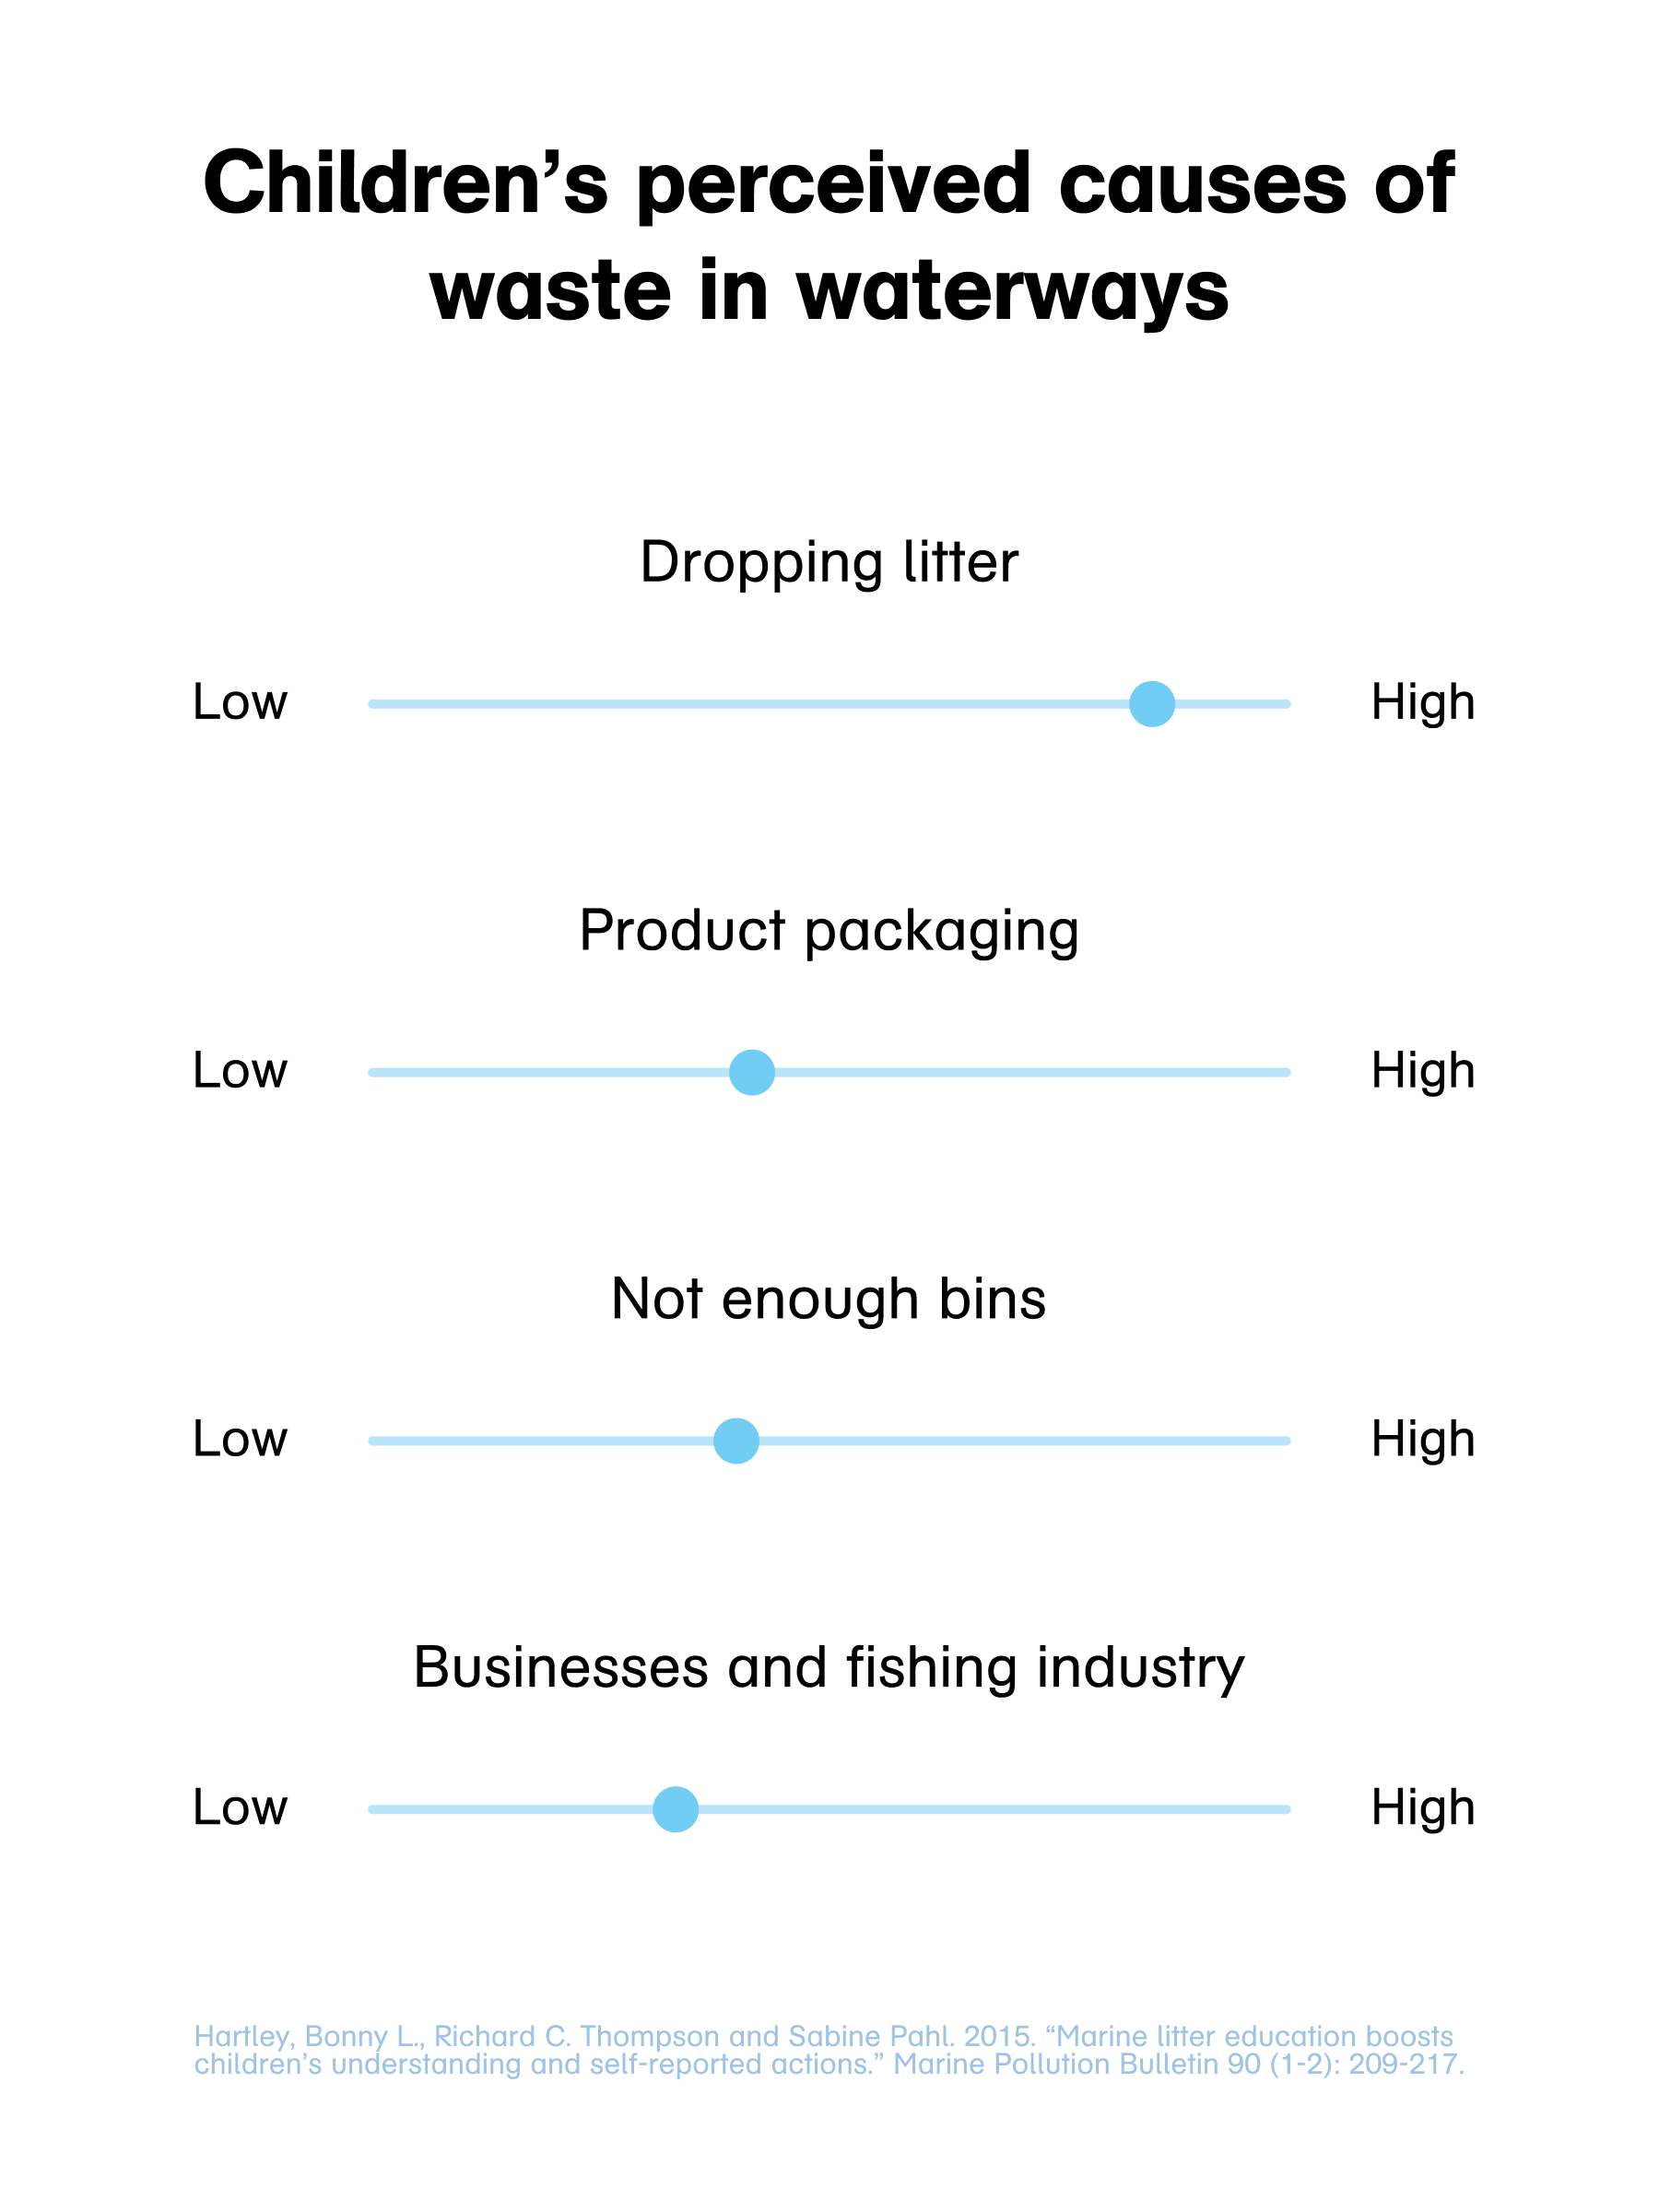 Children’s perceived causes of
waste in waterways
Dropping litter
Low High
Product packaging
Low High
Not enough bins
Low High
Businesses and fishing industry
Low High
Hartley, Bonny L., Richard C. Thompson and Sabine Pahl. 2015. “Marine litter education boosts
children’s understanding and self-reported actions.” Marine Pollution Bulletin 90 (1-2): 209-217.